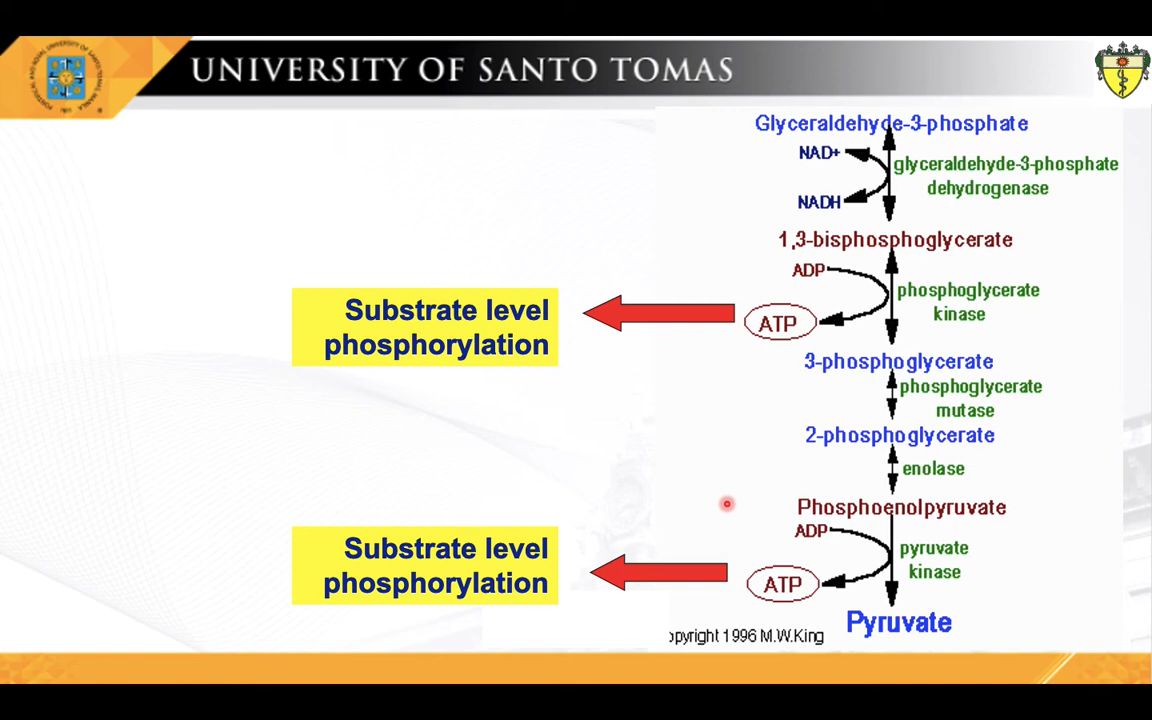 UNIVERSITY OF SANTO TOMAS
Glyceraldehyde-3-phosphate
NAD+
glyceraldehyde-3-phosphate
dehydrogenase
NADH
1,3-bisphosphoglycerate
ADP
phosphoglycerate
kinase
ATP
Substrate level
phosphorylation
3-phosphoglycerate
phosphoglycerate
mutase
2-phosphoglycerate
enolase
Phosphoenolpyruvate
ADP
pyruvate
kinase
ATP
Substrate level
phosphorylation
Pyruvate
opyright 1996 M.W.King